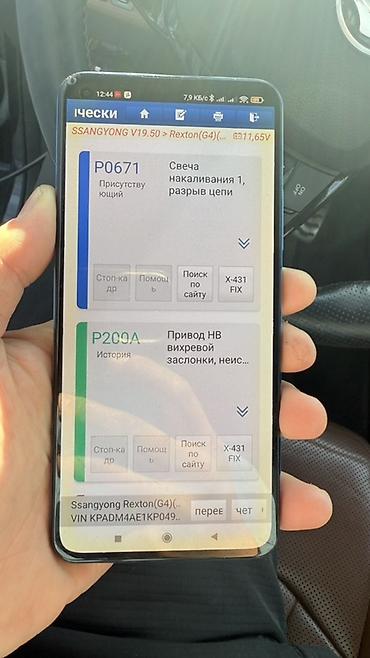 12:44 7,9 КБ/с
ически
SSANGYONG V19.50 > Rexton(G4)(... 11,65V
P0671
Присутству
ющий
Свеча
накаливания 1,
разрыв цепи
Стоп-ка
др
Помощ
ь
Поиск
по
сайту
X-431
FIX
P200A
История
Привод НВ
вихревой
заслонки, неис...
Стоп-ка
др
Помощ
ь
Поиск
по
сайту
X-431
FIX
Ssangyong Rexton(G4)(..
VIN KPADM4AE1KP049..
перев
чет